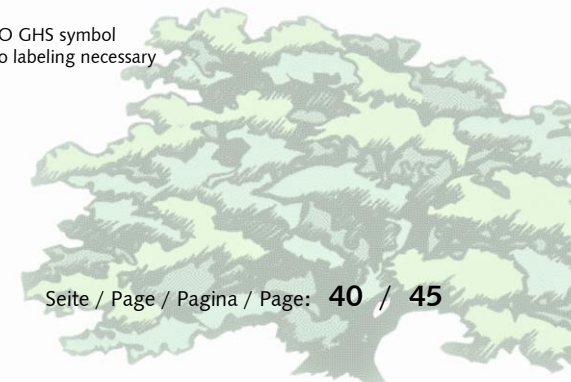 O GHS symbol
o labeling necessary
Seite / Page / Pagina / Page: 40 / 45